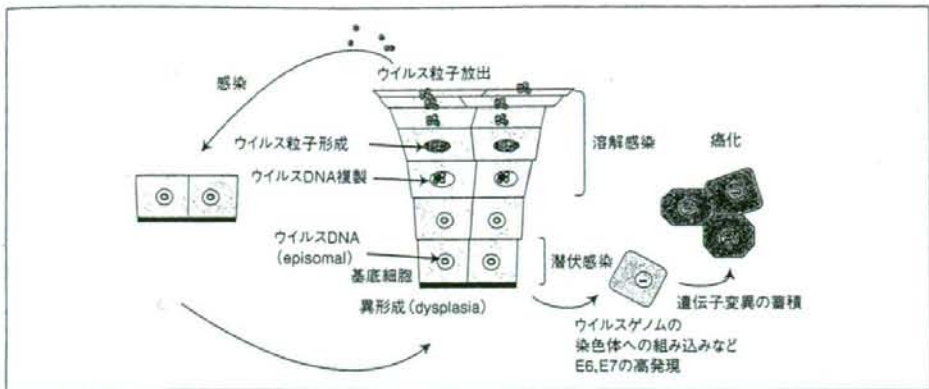 感染
ウイルス粒子放出
ウイルス粒子形成
ウイルスDNA複製
溶解感染
癌化
ウイルスDNA
(episomal)
基底細胞
潜伏感染
異形成(dysplasia)
遺伝子変異の蓄積
ウイルスゲノムの
染色体への組み込みなど
E6,E7の高発現